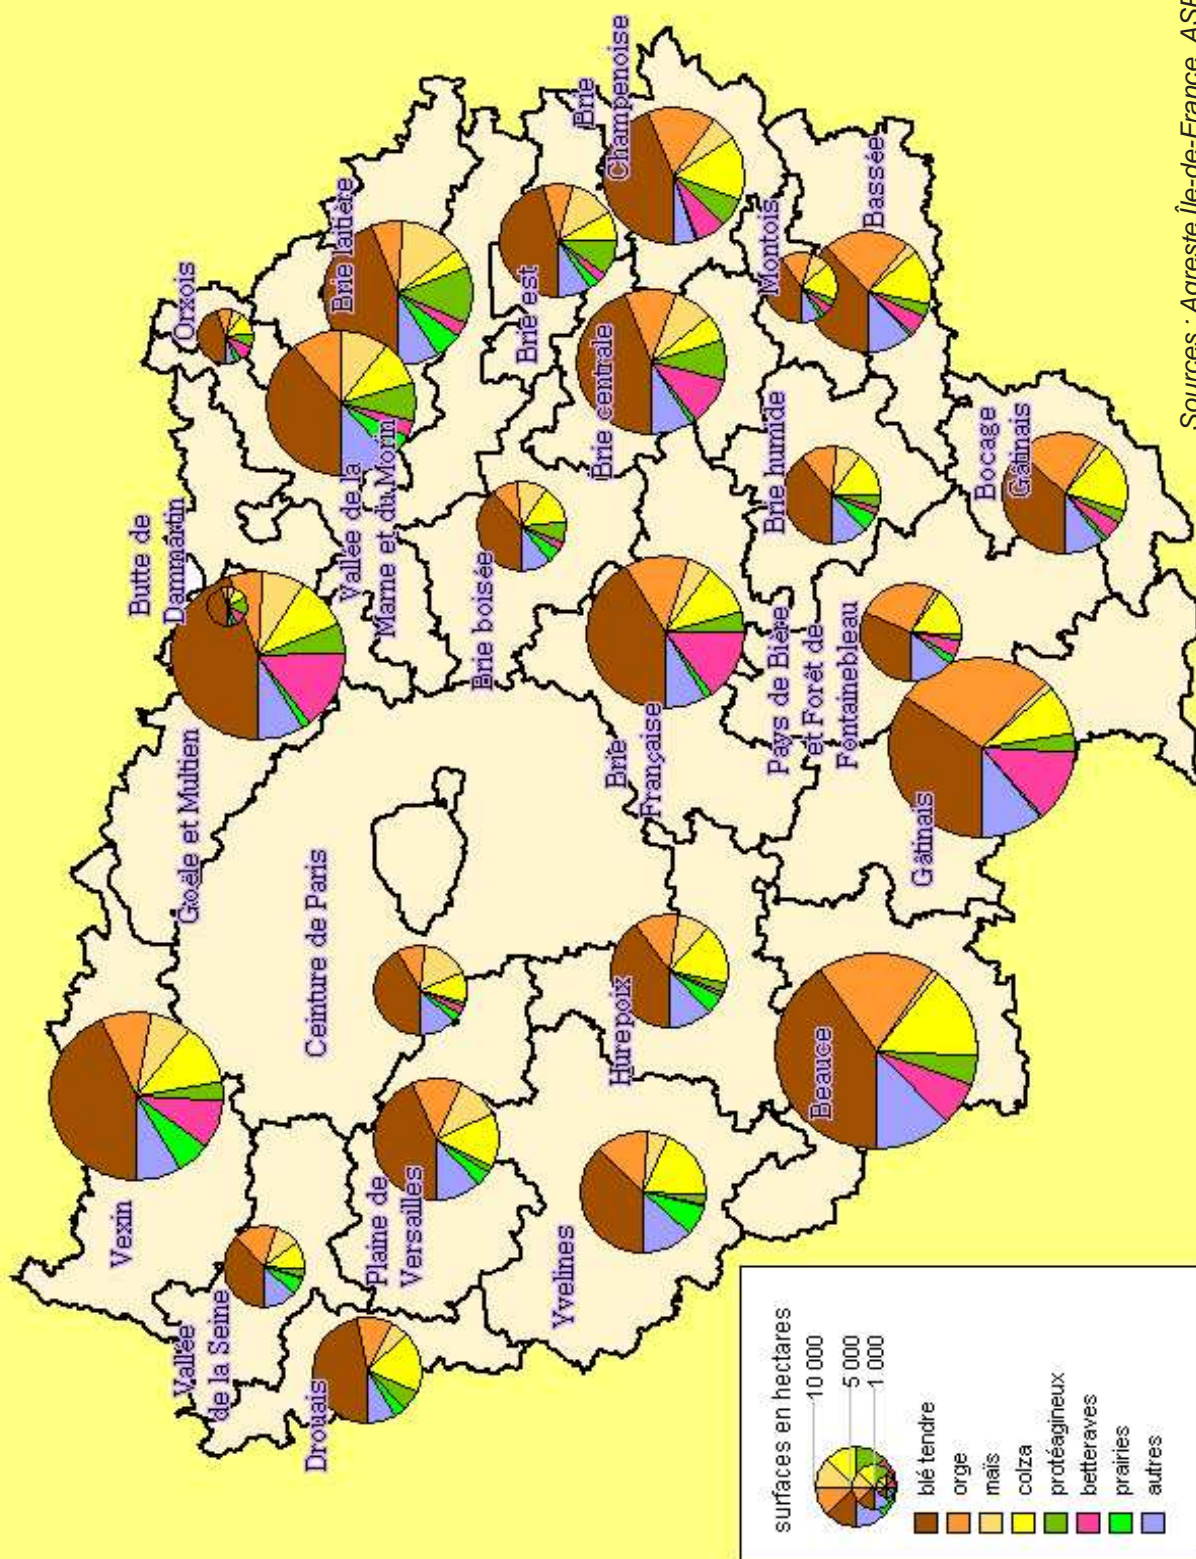 Vexin
Vallée
de la Seine
Drouais
Plaine de
Versailles
Yvelines
Ceinture de Paris
Hurepoix
Beauce
Goële et Multien
Butte de
Dammartin
Orxois
Vallée de la
Marne et du Morin
Brie laitière
Brie boisée
Brie est
Brie
Champenoise
Brie centrale
Brie
Française
Brie humide
Montois
Bassée
Pays de Bière
et Forêt de
Fontainebleau
Bocage
Gâtinais
Gâtinais
surfaces en hectares
10 000
5 000
1 000
blé tendre
orge
maïs
colza
protéagineux
betteraves
prairies
autres
Sources : Agreste Île-de-France, ASP